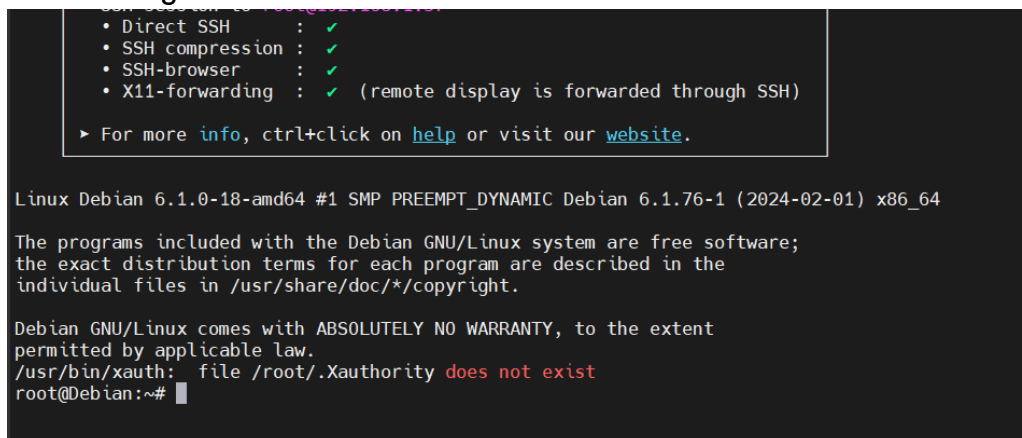 • Direct SSH : ✔
• SSH compression : ✔
• SSH-browser : ✔
• X11-forwarding : ✔ (remote display is forwarded through SSH)
➤ For more info, ctrl+click on help or visit our website.
Linux Debian 6.1.0-18-amd64 #1 SMP PREEMPT_DYNAMIC Debian 6.1.76-1 (2024-02-01) x86_64
The programs included with the Debian GNU/Linux system are free software;
the exact distribution terms for each program are described in the
individual files in /usr/share/doc/*/copyright.
Debian GNU/Linux comes with ABSOLUTELY NO WARRANTY, to the extent
permitted by applicable law.
/usr/bin/xauth:  file /root/.Xauthority does not exist
root@Debian:~#